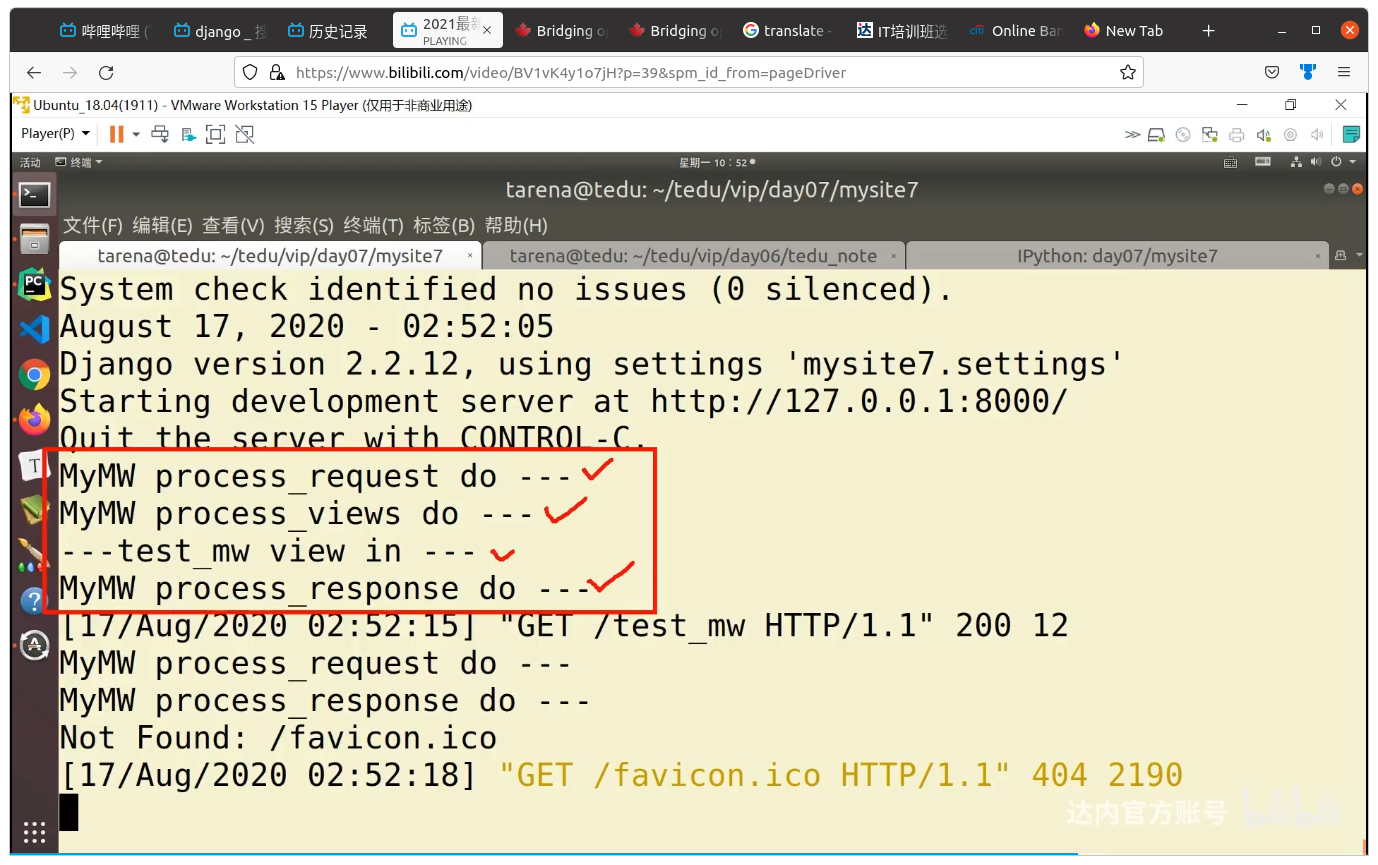 哔哩哔哩 (
django _ 搜
历史记录
2021最新
PLAYING
Bridging o
Bridging o
translate -
达
IT培训班选
citi
Online Ban
New Tab
https://www.bilibili.com/video/BV1vK4y1o7jH?p=39&spm_id_from=pageDriver
Ubuntu_18.04(1911) - VMware Workstation 15 Player (仅用于非商业用途)
Player(P)
活动
终端
星期一 10：52
tarena@tedu: ~/tedu/vip/day07/mysite7
文件(F) 编辑(E) 查看(V) 搜索(S) 终端(T) 标签(B) 帮助(H)
tarena@tedu: ~/tedu/vip/day07/mysite7
tarena@tedu: ~/tedu/vip/day06/tedu_note
IPython: day07/mysite7
PC
T
System check identified no issues (0 silenced).
August 17, 2020 - 02:52:05
Django version 2.2.12, using settings 'mysite7.settings'
Starting development server at http://127.0.0.1:8000/
Quit the server with CONTROL-C.
MyMW process_request do ---
MyMW process_views do ---
---test_mw view in ---
MyMW process_response do ---
[17/Aug/2020 02:52:15] "GET /test_mw HTTP/1.1" 200 12
MyMW process_request do ---
MyMW process_response do ---
Not Found: /favicon.ico
[17/Aug/2020 02:52:18] "GET /favicon.ico HTTP/1.1" 404 2190
达内官方账号 bilibili